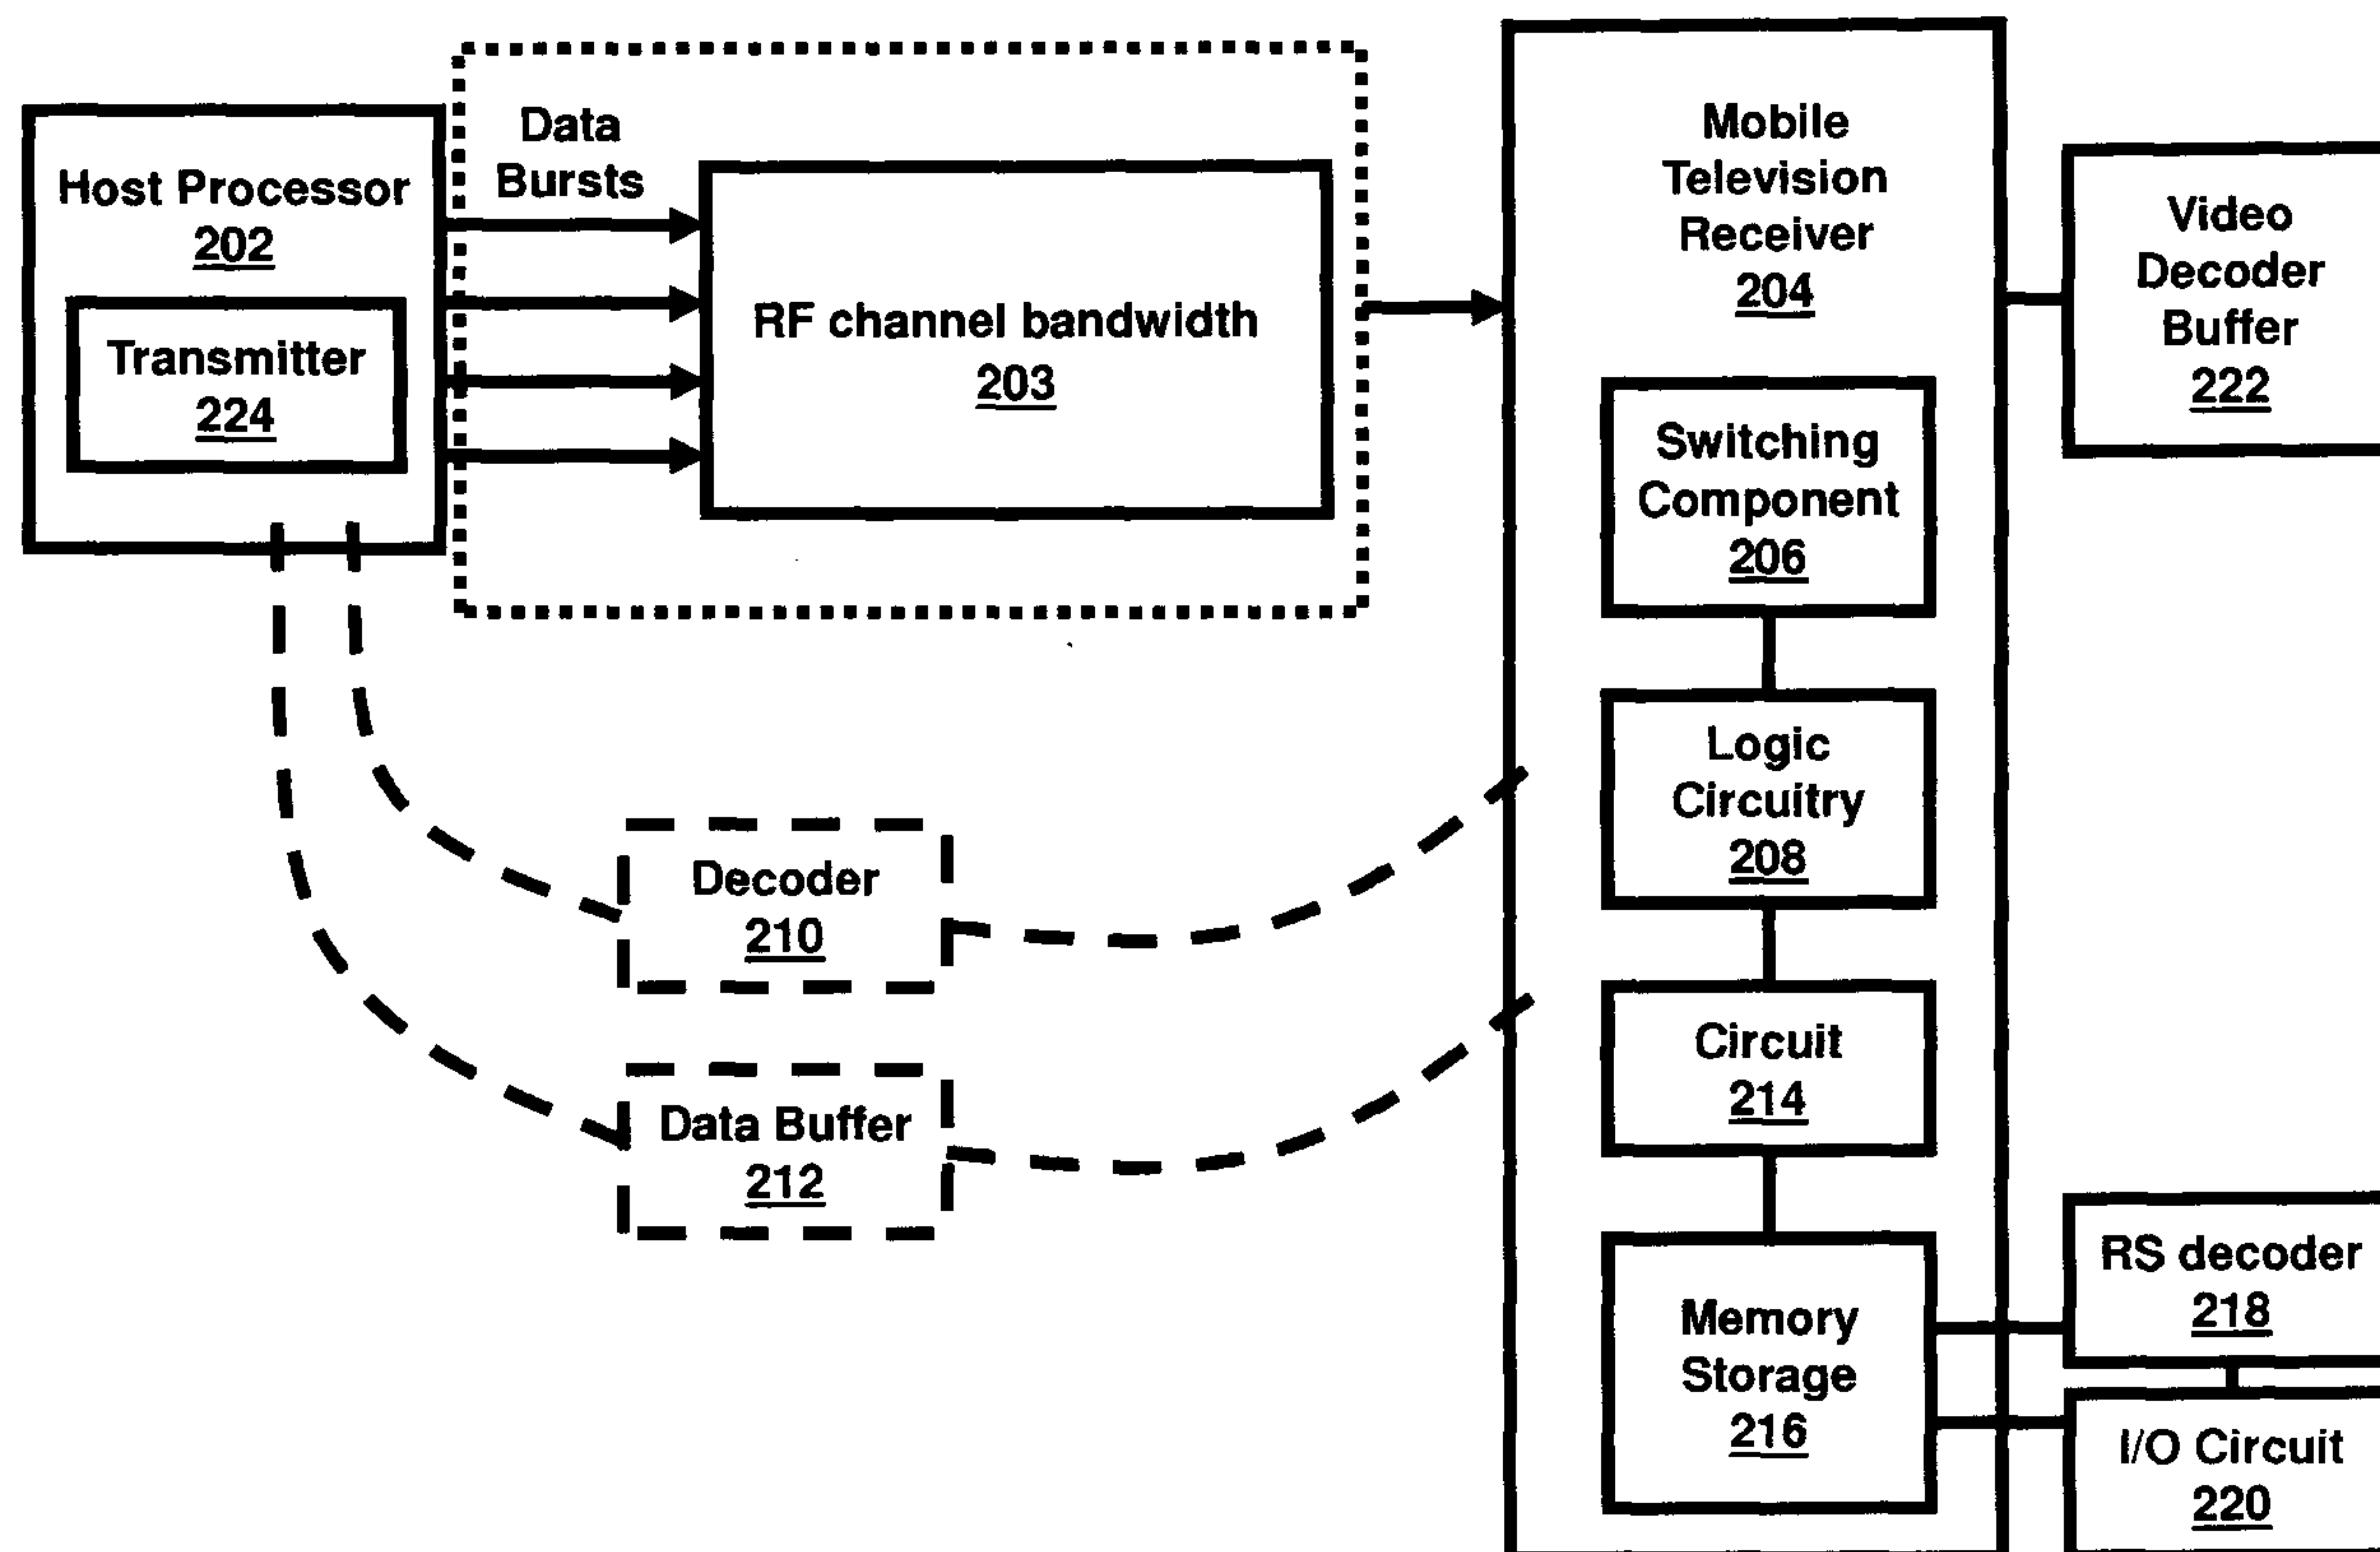 Host Processor
202
Transmitter
224
Data
Bursts
RF channel bandwidth
203
Mobile
Television
Receiver
204
Switching
Component
206
Logic
Circuitry
208
Circuit
214
Memory
Storage
216
Video
Decoder
Buffer
222
Decoder
210
Data Buffer
212
RS decoder
218
I/O Circuit
220